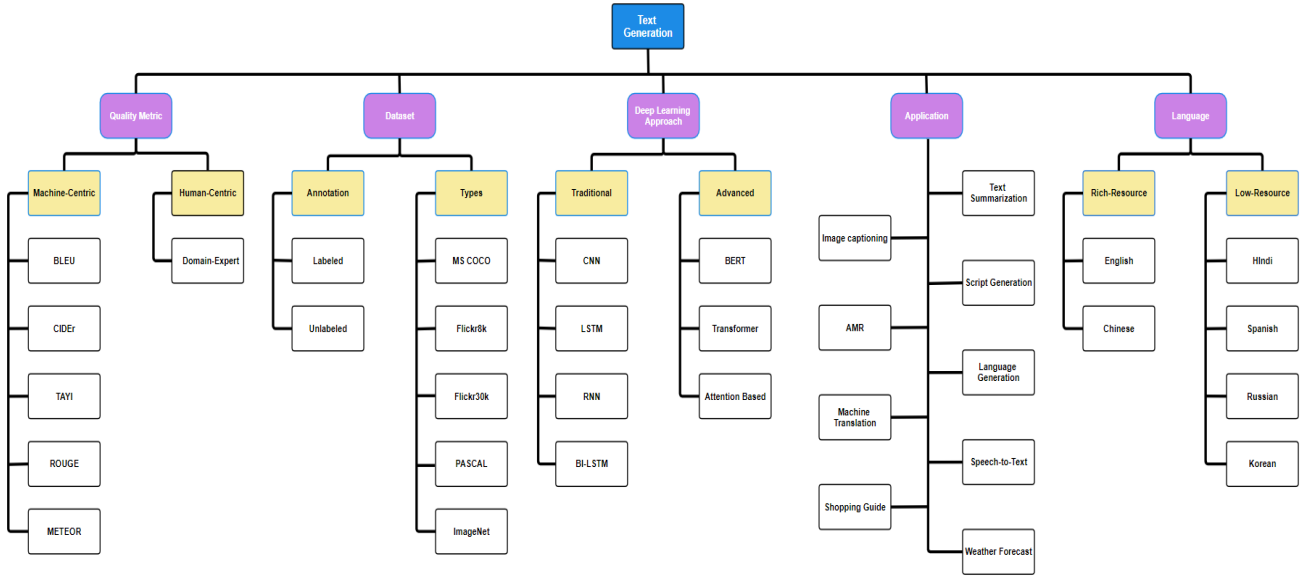 Text
Generation
Quality Metric
Dataset
Deep Learning
Approach
Application
Language
Machine-Centric
Human-Centric
Annotation
Types
Traditional
Advanced
Text
Summarization
Rich-Resource
Low-Resource
Image captioning
BLEU
Domain-Expert
Labeled
MS COCO
CNN
BERT
English
HIndi
Script Generation
CIDEr
Unlabeled
Flickr8k
LSTM
Transformer
AMR
Chinese
Spanish
Language
Generation
TAYI
Flickr30k
RNN
Attention Based
Machine
Translation
Russian
ROUGE
PASCAL
BI-LSTM
Speech-to-Text
Korean
Shopping Guide
METEOR
ImageNet
Weather Forecast